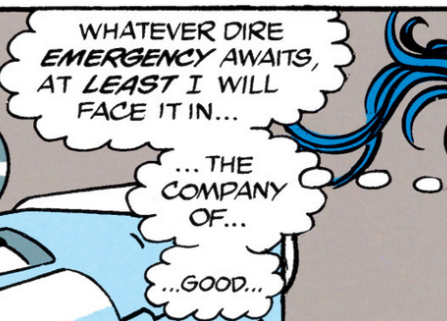 WHATEVER DIRE
EMERGENCY AWAITS,
AT LEAST I WILL
FACE IT IN...
...THE
COMPANY
OF...
...GOOD...